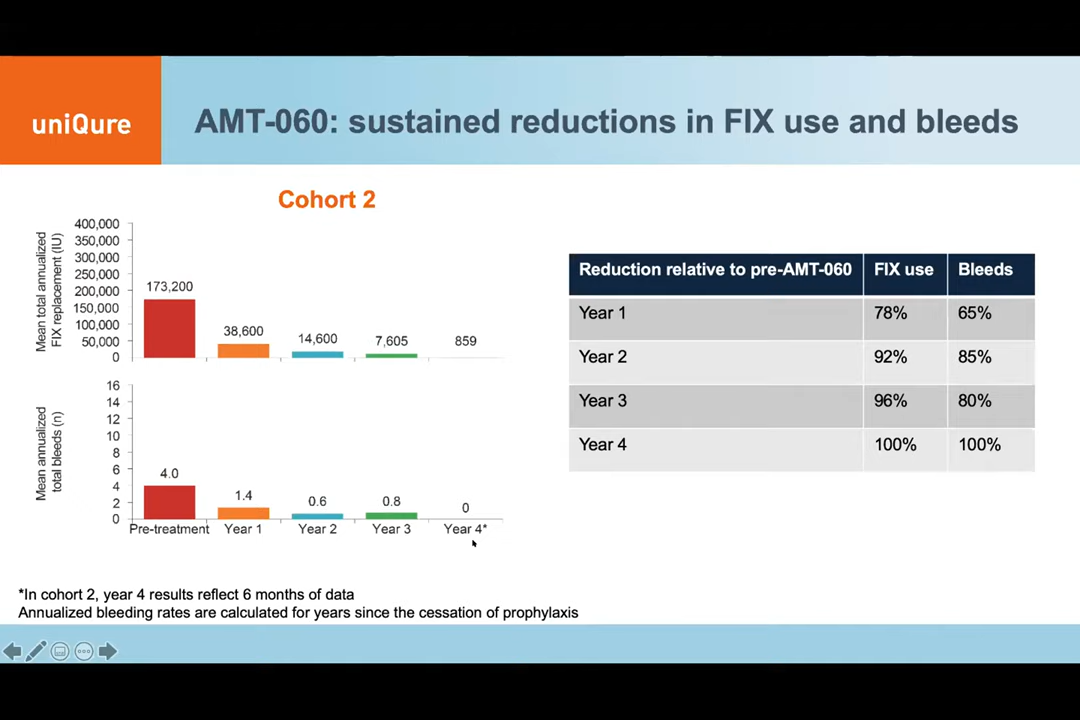 uniQure
AMT-060: sustained reductions in FIX use and bleeds
Cohort 2
Mean total annualized
FIX replacement (IU)
400,000
350,000
300,000
250,000
200,000
150,000
100,000
50,000
0
173,200
38,600
14,600
7,605
859
Mean annualized
total bleeds (n)
16
14
12
10
8
6
4
2
0
4.0
1.4
0.6
0.8
0
Pre-treatment Year 1 Year 2 Year 3 Year 4*
Reduction relative to pre-AMT-060 FIX use Bleeds
Year 1 78% 65%
Year 2 92% 85%
Year 3 96% 80%
Year 4 100% 100%
*In cohort 2, year 4 results reflect 6 months of data
Annualized bleeding rates are calculated for years since the cessation of prophylaxis